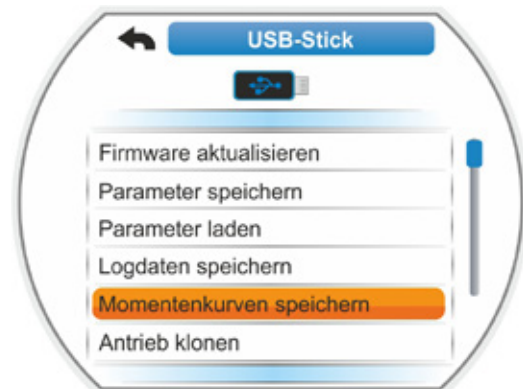 USB-Stick
Firmware aktualisieren
Parameter speichern
Parameter laden
Logdaten speichern
Momentenkurven speichern
Antrieb klonen